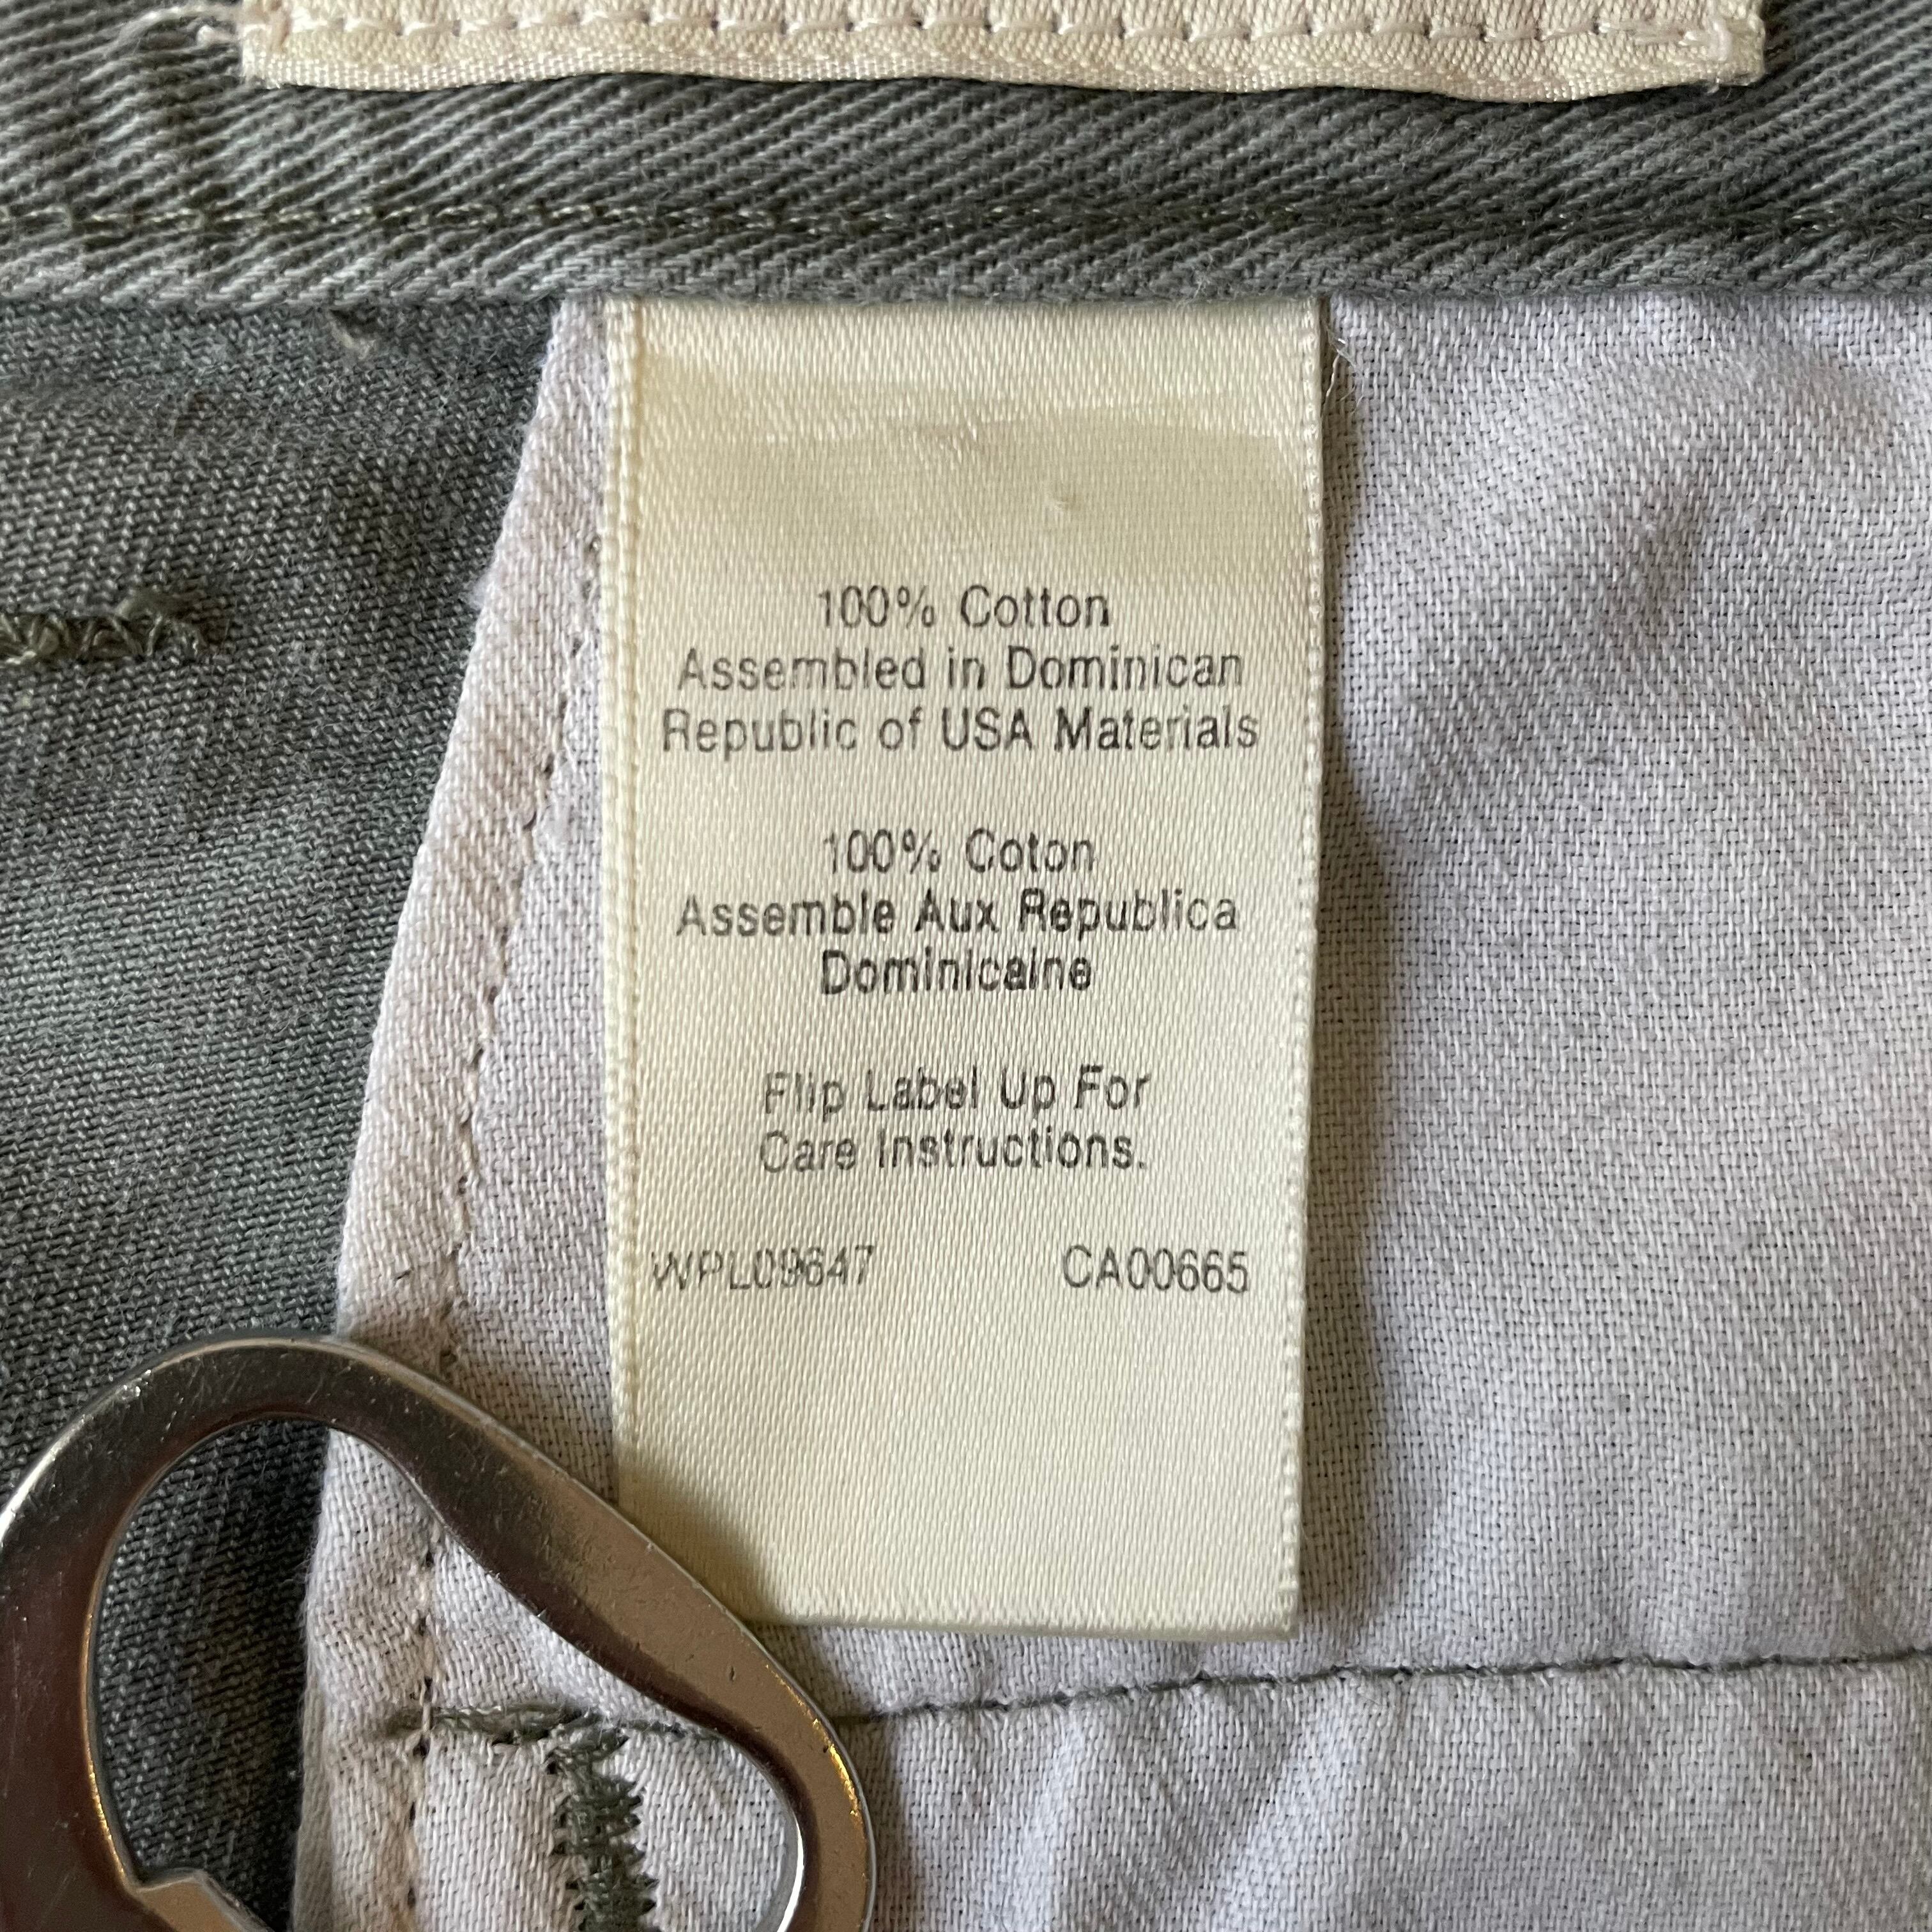 100% Cotton
Assembled in Dominican
Republic of USA Materials
100% Coton
Assemble Aux Republica
Dominicaine
Flip Label Up For
Care Instructions.
WPL09647 CA00665